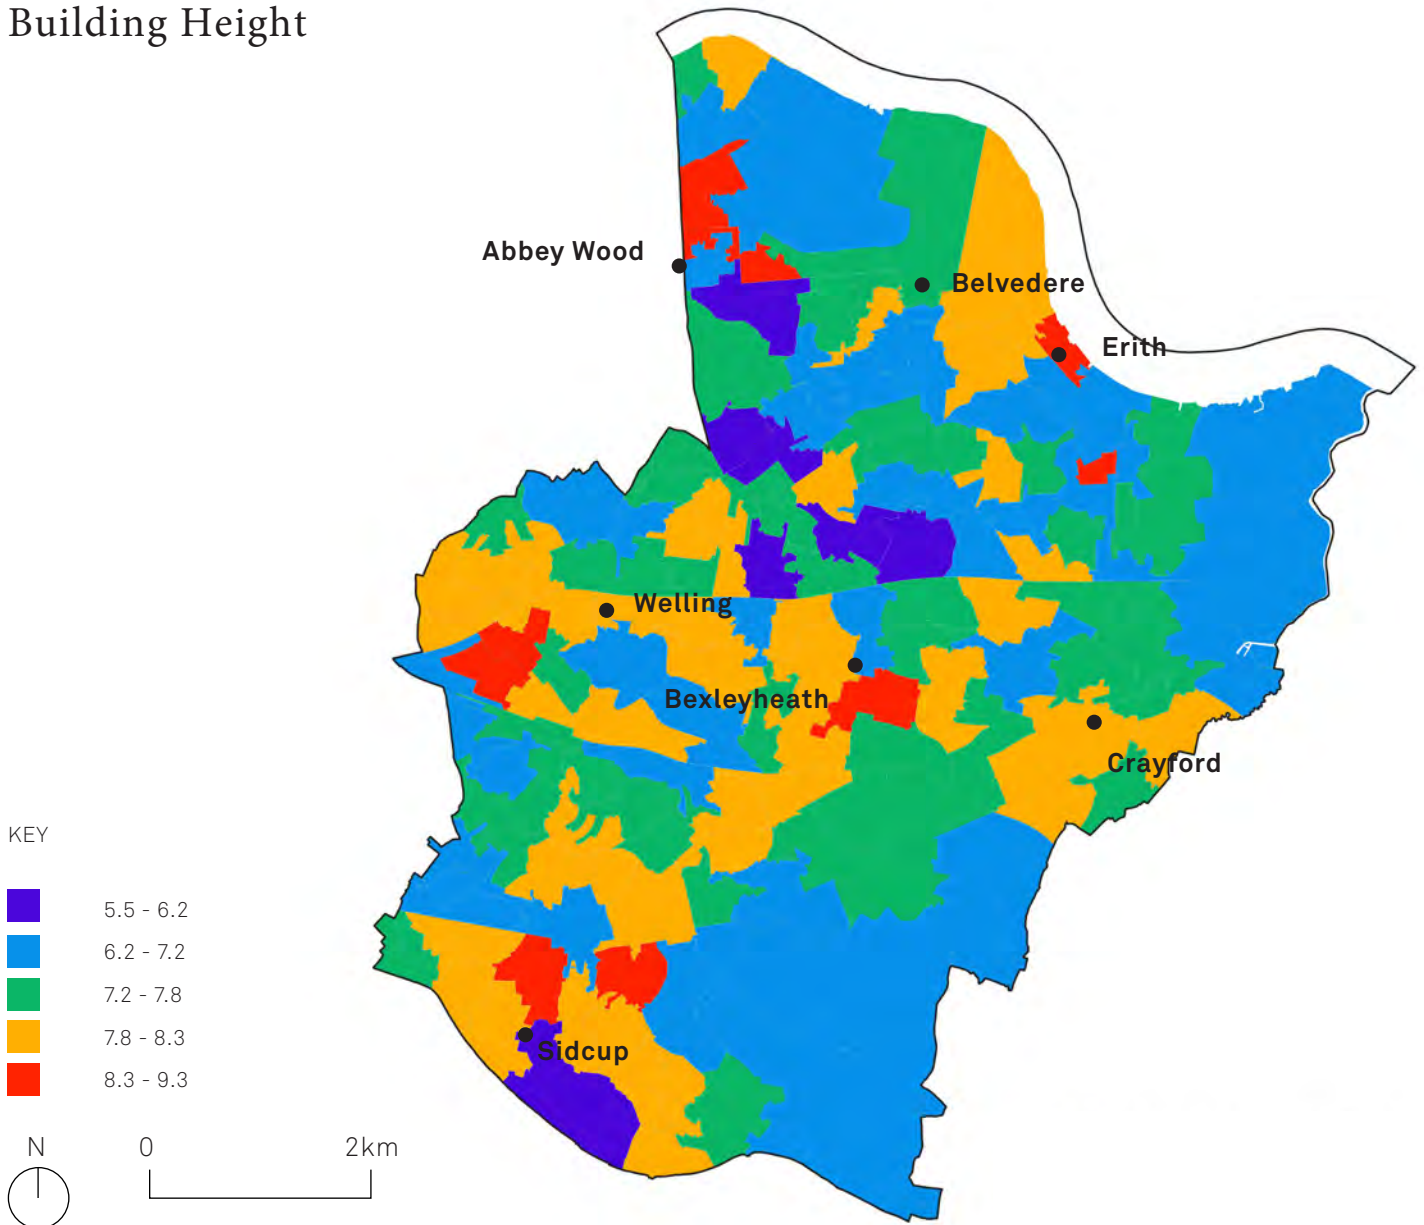 Building Height
Abbey Wood
Belvedere
Erith
Welling
Bexleyheath
Crayford
Sidcup
KEY
5.5 - 6.2
6.2 - 7.2
7.2 - 7.8
7.8 - 8.3
8.3 - 9.3
N
0 2km